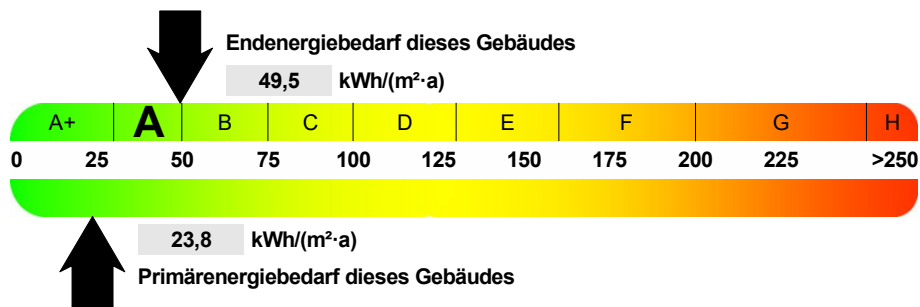 Endenergiebedarf dieses Gebäudes
49,5 kWh/(m²·a)
A+ A B C D E F G H
0 25 50 75 100 125 150 175 200 225 >250
23,8 kWh/(m²·a)
Primärenergiebedarf dieses Gebäudes